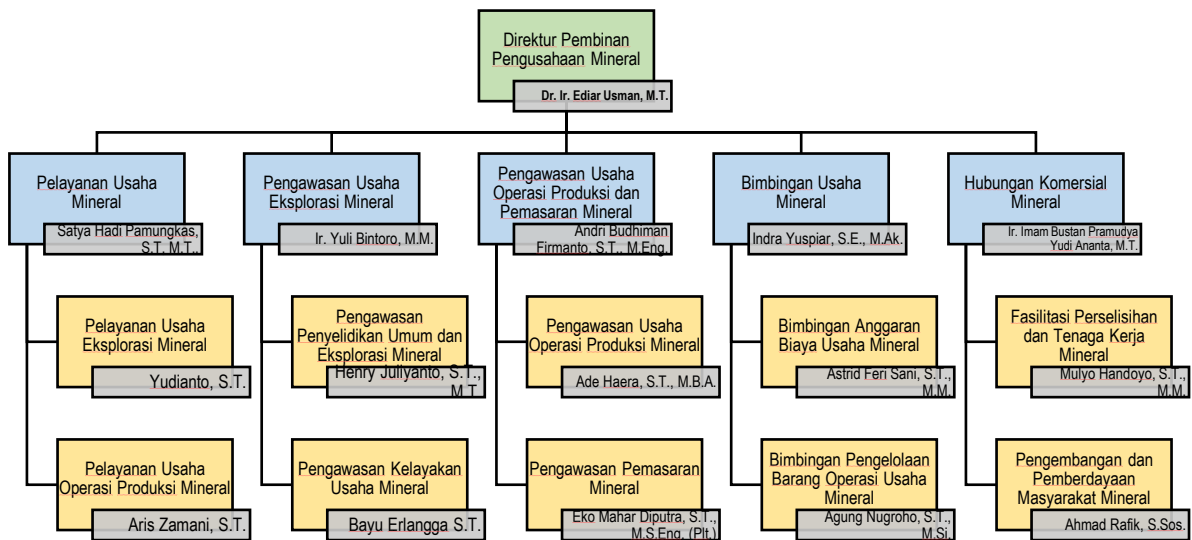 Direktur Pembinan
Pengusahaan Mineral
Dr. Ir. Ediar Usman, M.T.
Pelayanan Usaha
Mineral
Satya Hadi Pamungkas,
S.T. M.T..
Pengawasan Usaha
Eksplorasi Mineral
Ir. Yuli Bintoro, M.M.
Pengawasan Usaha
Operasi Produksi dan
Pemasaran Mineral
Andri Budhiman
Firmanto, S.T., M.Eng.
Bimbingan Usaha
Mineral
Indra Yuspiar, S.E., M.Ak.
Hubungan Komersial
Mineral
Ir. Imam Bustan Pramudya
Yudi Ananta, M.T.
Pelayanan Usaha
Eksplorasi Mineral
Yudianto, S.T.
Pengawasan
Penyelidikan Umum dan
Eksplorasi Mineral
Henry Juliyanto, S.T.,
M.T.
Pengawasan Usaha
Operasi Produksi Mineral
Ade Haera, S.T., M.B.A.
Bimbingan Anggaran
Biaya Usaha Mineral
Astrid Feri Sani, S.T.,
M.M.
Fasilitasi Perselisihan
dan Tenaga Kerja
Mineral
Mulyo Handoyo, S.T.,
M.M.
Pelayanan Usaha
Operasi Produksi Mineral
Aris Zamani, S.T.
Pengawasan Kelayakan
Usaha Mineral
Bayu Erlangga S.T.
Pengawasan Pemasaran
Mineral
Eko Mahar Diputra, S.T.,
M.S.Eng. (Plt.)
Bimbingan Pengelolaan
Barang Operasi Usaha
Mineral
Agung Nugroho, S.T.,
M.Si.
Pengembangan dan
Pemberdayaan
Masyarakat Mineral
Ahmad Rafik, S.Sos.